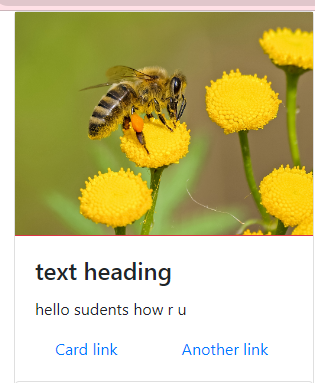 text heading
hello sudents how r u
Card link Another link